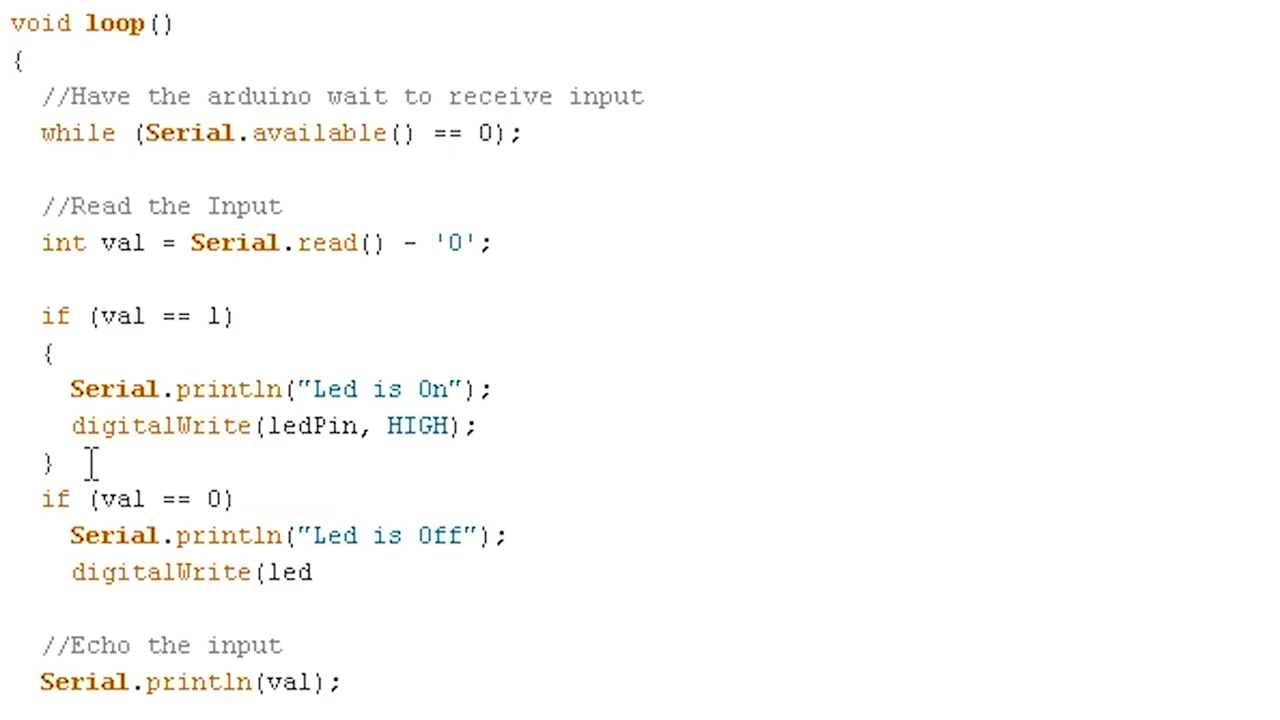 void loop()
{
//Have the arduino wait to receive input
while (Serial.available() == 0);
//Read the Input
int val = Serial.read() - '0';
if (val == 1)
{
Serial.println("Led is On");
digitalWrite(ledPin, HIGH);
}
if (val == 0)
Serial.println("Led is Off");
digitalWrite(led
//Echo the input
Serial.println(val);